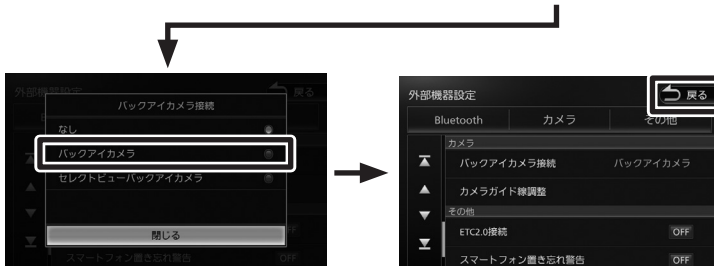 外部機器設定
戻る
バックアイカメラ接続
なし
バックアイカメラ
セレクトビューバックアイカメラ
閉じる
スマートフォン置き忘れ警告 OFF
外部機器設定 戻る
Bluetooth カメラ その他
カメラ
バックアイカメラ接続 バックアイカメラ
カメラガイド線調整
その他
ETC2.0接続 OFF
スマートフォン置き忘れ警告 OFF